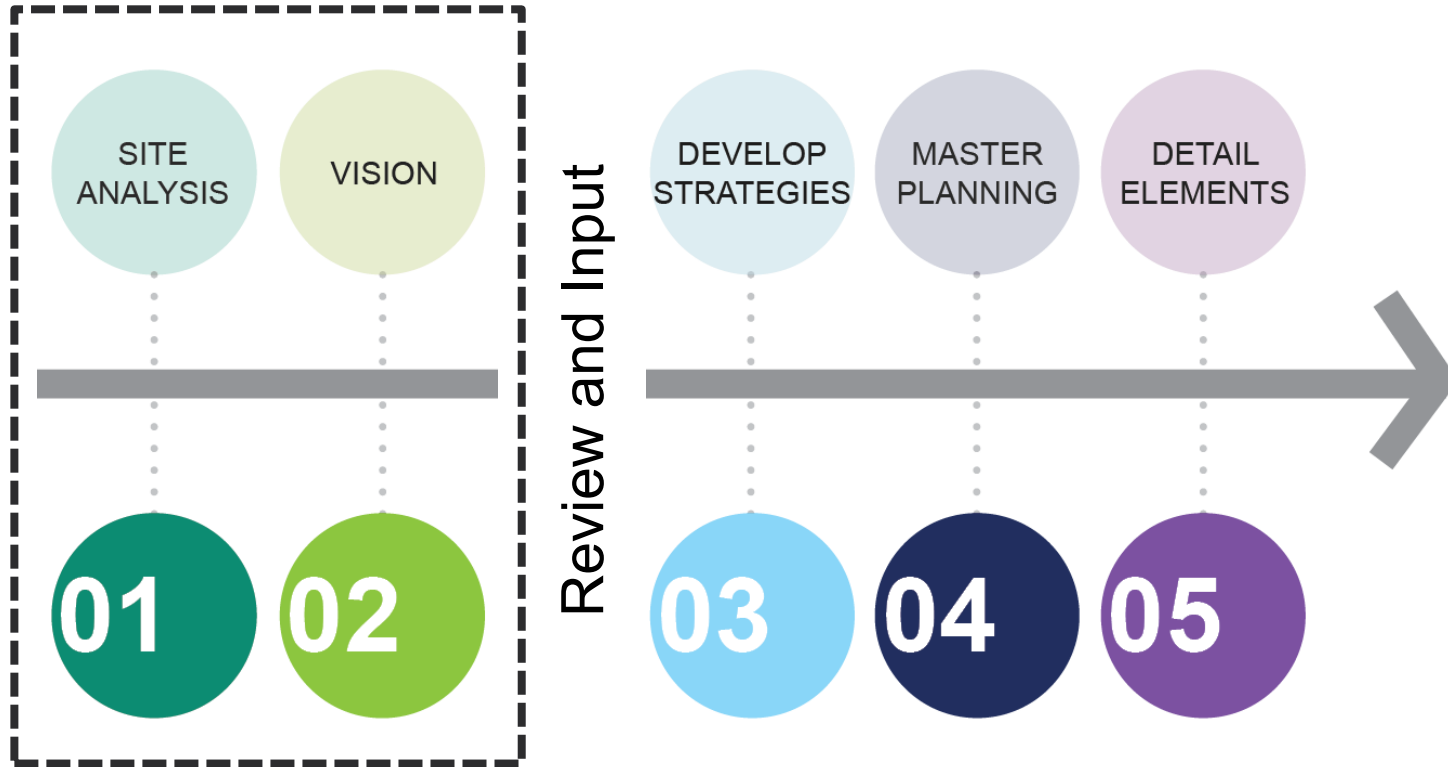 SITE
ANALYSIS
VISION
Review and Input
DEVELOP
STRATEGIES
MASTER
PLANNING
DETAIL
ELEMENTS
01
02
03
04
05